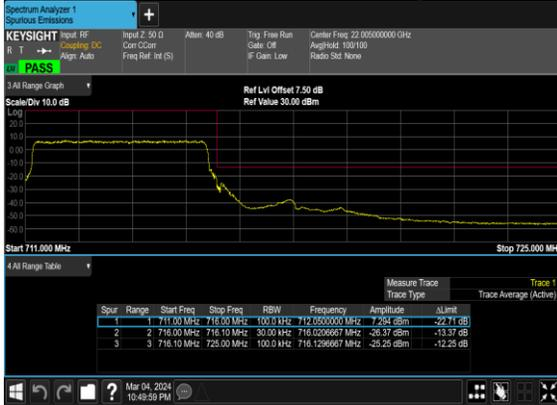 Spectrum Analyzer 1
Spurious Emissions
+
KEYSIGHT Input: RF Input Z: 50 Ω Atten: 40 dB Trig: Free Run Center Freq: 22.005000000 GHz
R T Coupling: DC Corr CCorr Gate: Off Avg|Hold: 100/100
Align: Auto Freq Ref: Int (S) IF Gain: Low Radio Std: None
PASS
3 All Range Graph
Ref Lvl Offset 7.50 dB
Scale/Div 10.0 dB Ref Value 30.00 dBm
Log
20.0
10.0
0.00
-10.0
-20.0
-30.0
-40.0
-50.0
-60.0
Start 711.000 MHz Stop 725.000 MH
4 All Range Table
Measure Trace Trace 1
Trace Type Trace Average (Active)
Spur Range Start Freq Stop Freq RBW Frequency Amplitude ΔLimit
1 1 711.00 MHz 716.00 MHz 100.0 kHz 712.0500000 MHz 7.294 dBm -22.71 dB
2 2 716.00 MHz 716.10 MHz 30.00 kHz 716.0206667 MHz -26.37 dBm -13.37 dB
3 3 716.10 MHz 725.00 MHz 100.0 kHz 716.1296667 MHz -25.25 dBm -12.25 dB
? Mar 04, 2024
10:49:59 PM